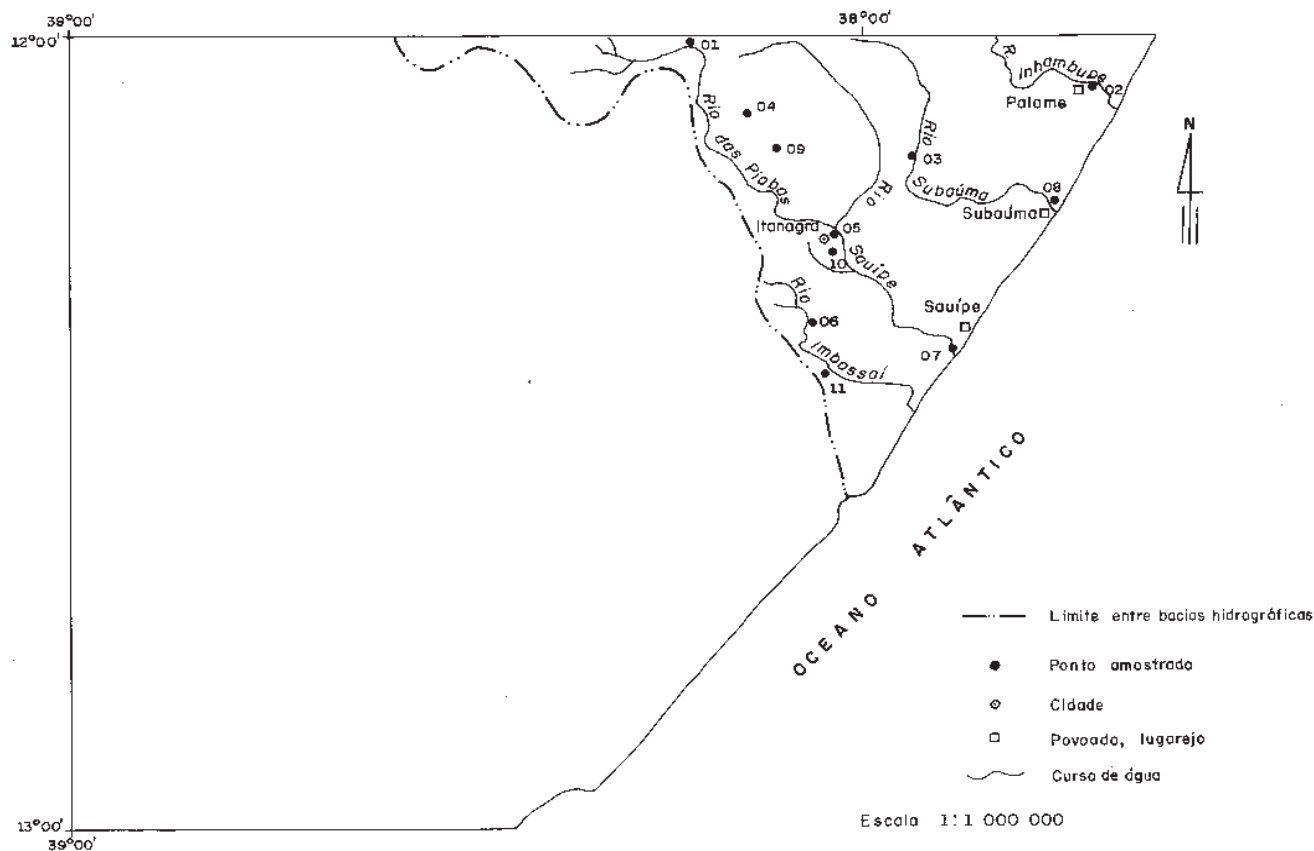 39°00'
38°00'
12°00'
01
R. Inhambupe
02
Palame
04
Rio das Piabas
09
Rio
03
Subaúma
08
Subaúma
Rio
Itanagra
05
10
Sauípe
Rio
Sauípe
06
07
Imbassaí
11
OCEANO ATLÂNTICO
N
Limite entre bacias hidrográficas
Ponto amostrado
Cidade
Povoado, lugarejo
Curso de água
Escala 1:1 000 000
13°00'
39°00'